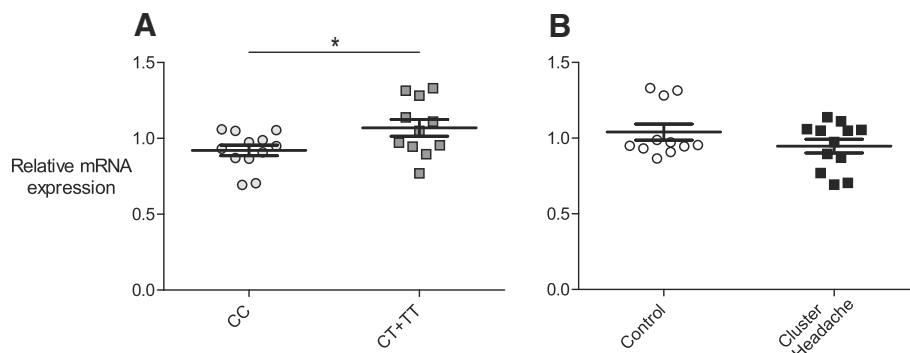 A
B
*
1.5
1.0
0.5
0.0
Relative mRNA
expression
CC
CT+TT
1.5
1.0
0.5
0.0
Control
Cluster
Headache